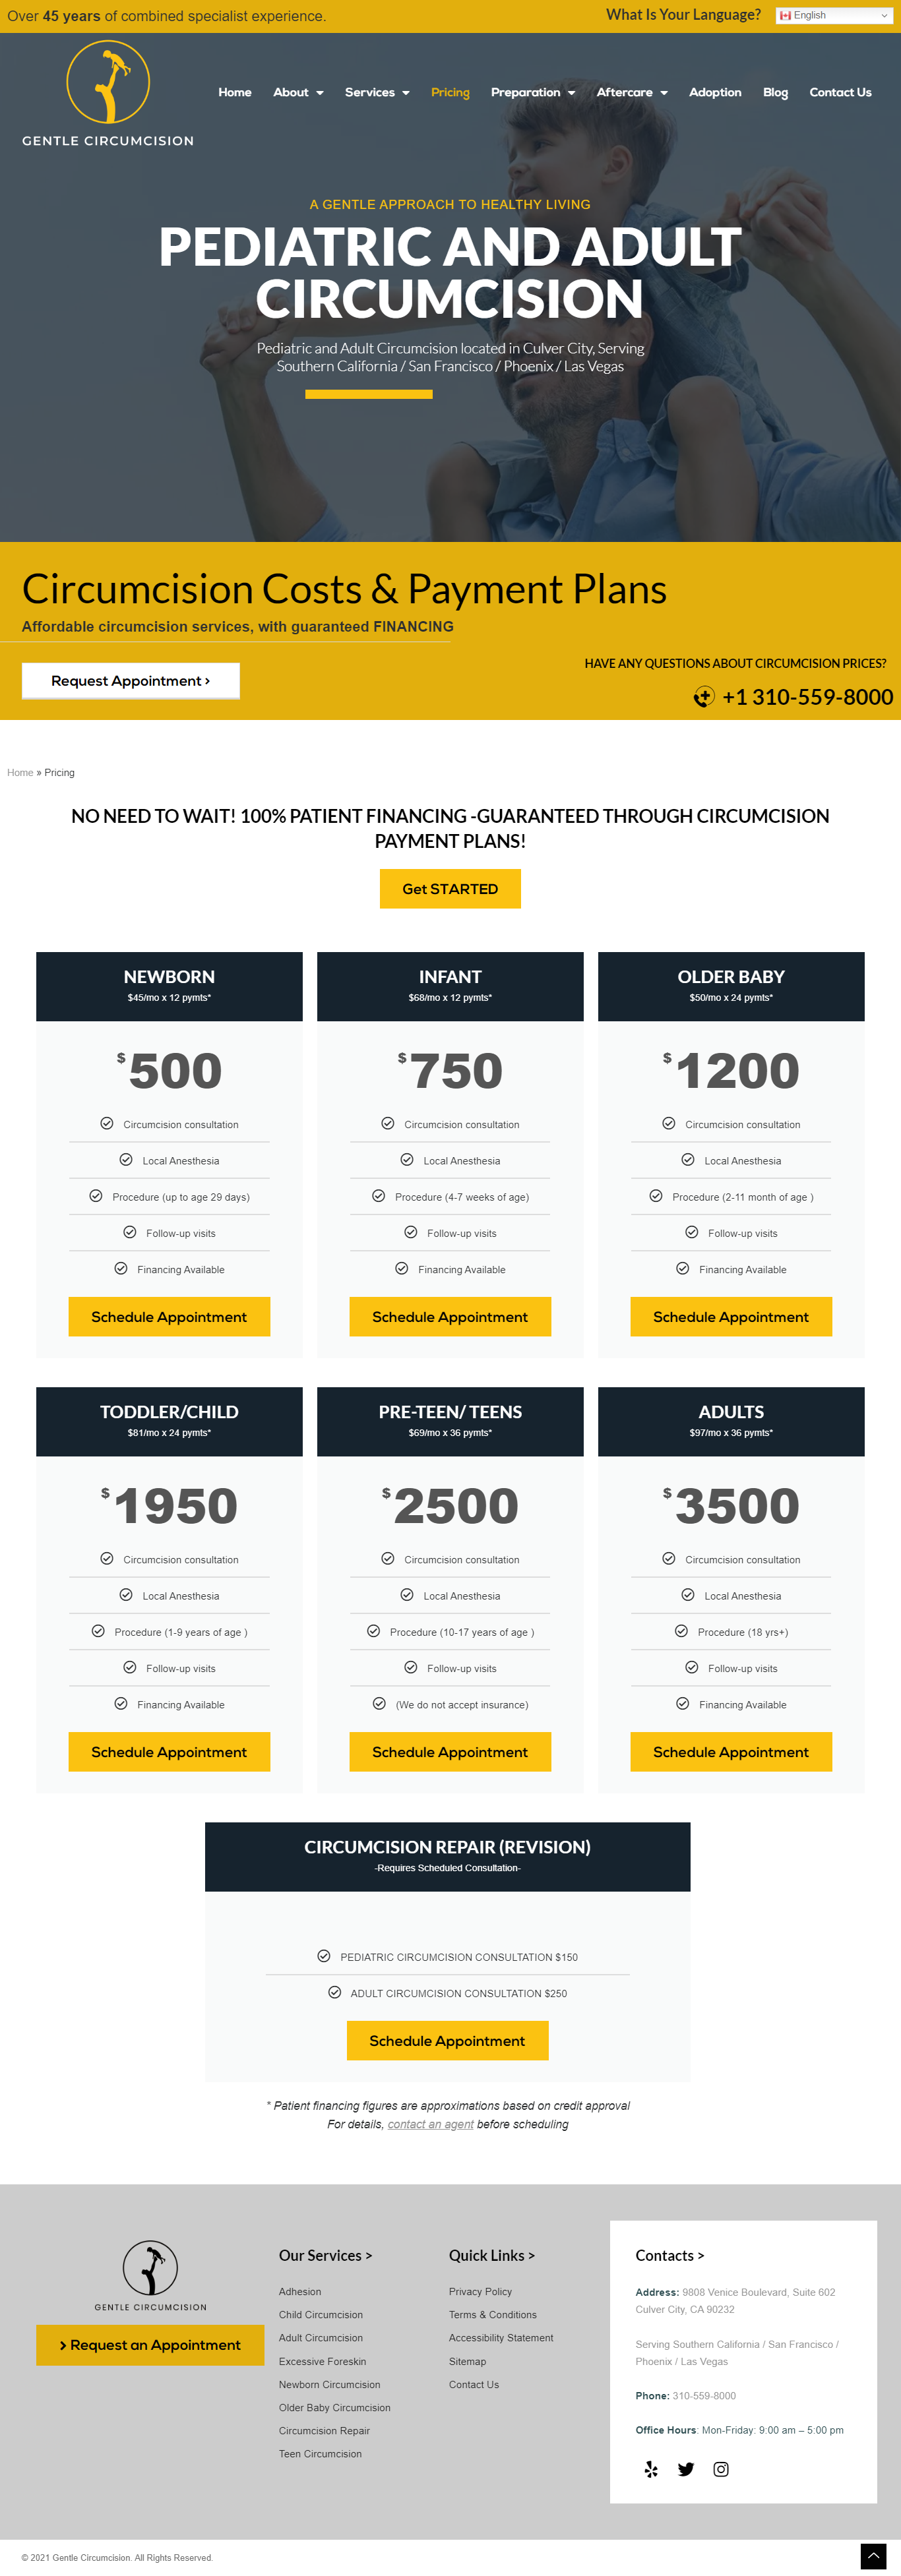 Over 45 years of combined specialist experience.
What Is Your Language?
English
GENTLE CIRCUMCISION
Home
About
Services
Pricing
Preparation
Aftercare
Adoption
Blog
Contact Us
A GENTLE APPROACH TO HEALTHY LIVING
PEDIATRIC AND ADULT
CIRCUMCISION
Pediatric and Adult Circumcision located in Culver City, Serving
Southern California / San Francisco / Phoenix / Las Vegas
Circumcision Costs & Payment Plans
Affordable circumcision services, with guaranteed FINANCING
Request Appointment >
HAVE ANY QUESTIONS ABOUT CIRCUMCISION PRICES?
+1 310-559-8000
Home » Pricing
NO NEED TO WAIT! 100% PATIENT FINANCING -GUARANTEED THROUGH CIRCUMCISION
PAYMENT PLANS!
Get STARTED
NEWBORN
$45/mo x 12 pymts*
$500
Circumcision consultation
Local Anesthesia
Procedure (up to age 29 days)
Follow-up visits
Financing Available
Schedule Appointment
INFANT
$68/mo x 12 pymts*
$750
Circumcision consultation
Local Anesthesia
Procedure (4-7 weeks of age)
Follow-up visits
Financing Available
Schedule Appointment
OLDER BABY
$50/mo x 24 pymts*
$1200
Circumcision consultation
Local Anesthesia
Procedure (2-11 month of age )
Follow-up visits
Financing Available
Schedule Appointment
TODDLER/CHILD
$81/mo x 24 pymts*
$1950
Circumcision consultation
Local Anesthesia
Procedure (1-9 years of age )
Follow-up visits
Financing Available
Schedule Appointment
PRE-TEEN/ TEENS
$69/mo x 36 pymts*
$2500
Circumcision consultation
Local Anesthesia
Procedure (10-17 years of age )
Follow-up visits
(We do not accept insurance)
Schedule Appointment
ADULTS
$97/mo x 36 pymts*
$3500
Circumcision consultation
Local Anesthesia
Procedure (18 yrs+)
Follow-up visits
Financing Available
Schedule Appointment
CIRCUMCISION REPAIR (REVISION)
-Requires Scheduled Consultation-
PEDIATRIC CIRCUMCISION CONSULTATION $150
ADULT CIRCUMCISION CONSULTATION $250
Schedule Appointment
* Patient financing figures are approximations based on credit approval
For details, contact an agent before scheduling
GENTLE CIRCUMCISION
> Request an Appointment
Our Services >
Adhesion
Child Circumcision
Adult Circumcision
Excessive Foreskin
Newborn Circumcision
Older Baby Circumcision
Circumcision Repair
Teen Circumcision
Quick Links >
Privacy Policy
Terms & Conditions
Accessibility Statement
Sitemap
Contact Us
Contacts >
Address: 9808 Venice Boulevard, Suite 602
Culver City, CA 90232
Serving Southern California / San Francisco /
Phoenix / Las Vegas
Phone: 310-559-8000
Office Hours: Mon-Friday: 9:00 am – 5:00 pm
© 2021 Gentle Circumcision. All Rights Reserved.